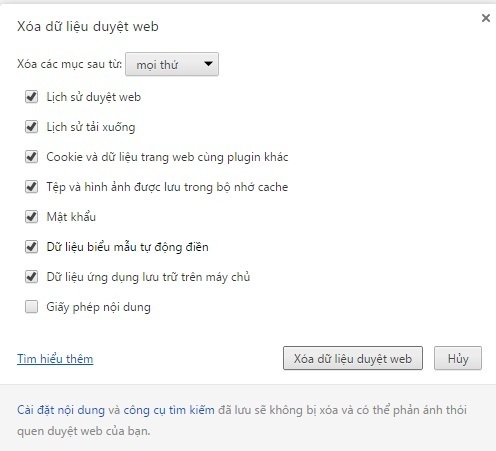 Xóa dữ liệu duyệt web
Xóa các mục sau từ: mọi thứ
Lịch sử duyệt web
Lịch sử tải xuống
Cookie và dữ liệu trang web cùng plugin khác
Tệp và hình ảnh được lưu trong bộ nhớ cache
Mật khẩu
Dữ liệu biểu mẫu tự động điền
Dữ liệu ứng dụng lưu trữ trên máy chủ
Giấy phép nội dung
Tìm hiểu thêm Xóa dữ liệu duyệt web Hủy
Cài đặt nội dung và công cụ tìm kiếm đã lưu sẽ không bị xóa và có thể phản ánh thói
quen duyệt web của bạn.